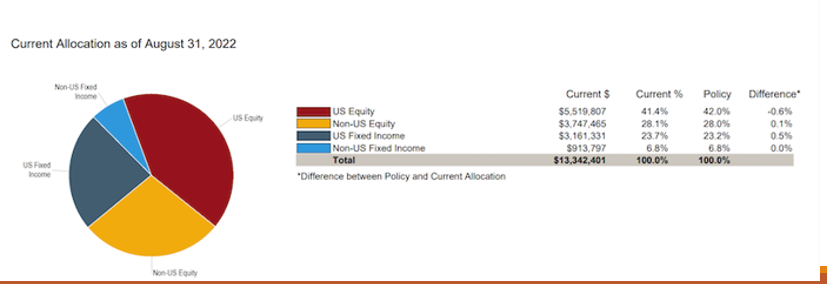 Current Allocation as of August 31, 2022
Non-US Fixed
Income
US Equity
US Fixed
Income
Non-US Equity
Current $ Current % Policy Difference*
US Equity $5,519,807 41.4% 42.0% -0.6%
Non-US Equity $3,747,465 28.1% 28.0% 0.1%
US Fixed Income $3,161,331 23.7% 23.2% 0.5%
Non-US Fixed Income $913,797 6.8% 6.8% 0.0%
Total $13,342,401 100.0% 100.0%
*Difference between Policy and Current Allocation